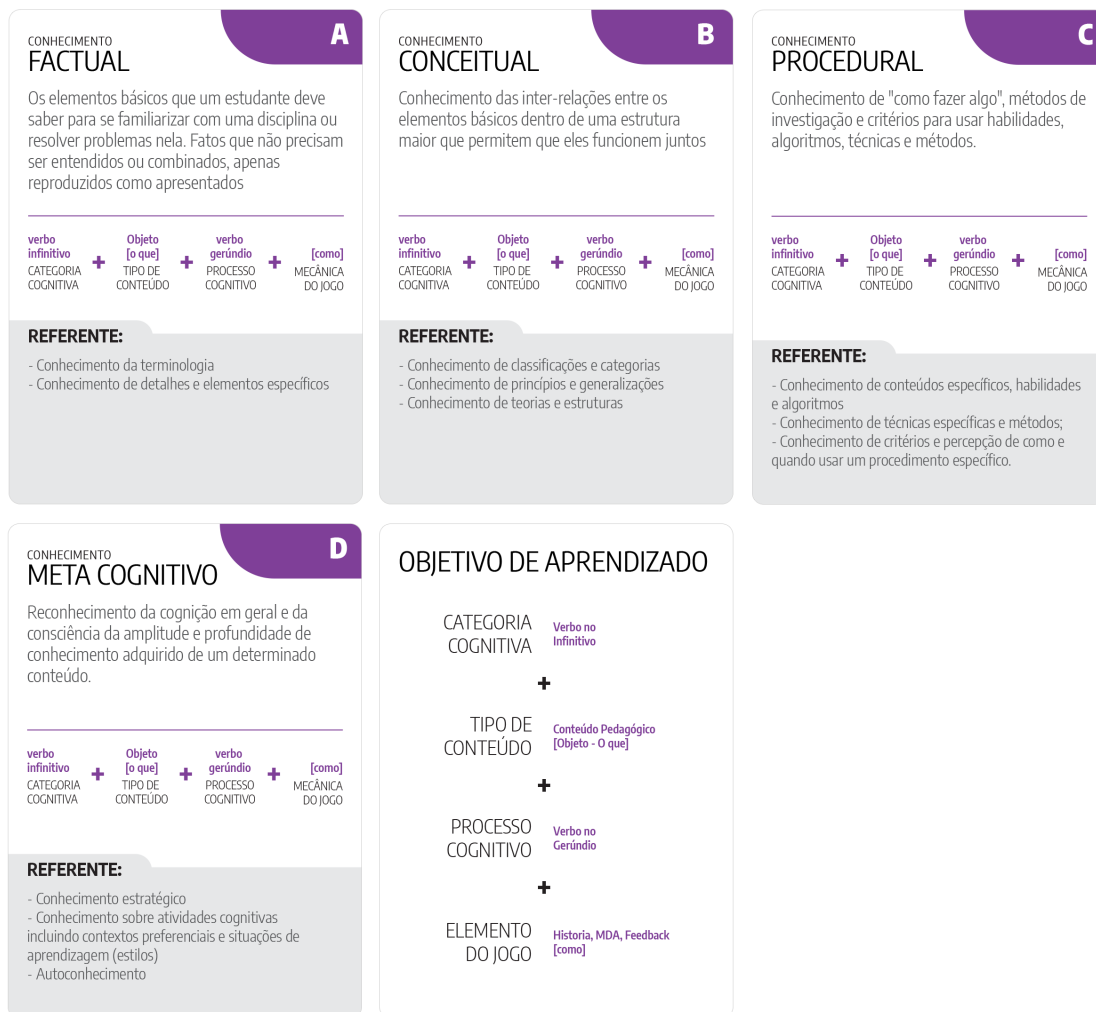 A
CONHECIMENTO
FACTUAL
Os elementos básicos que um estudante deve
saber para se familiarizar com uma disciplina ou
resolver problemas nela. Fatos que não precisam
ser entendidos ou combinados, apenas
reproduzidos como apresentados
verbo infinitivo + Objeto [o que] + verbo gerúndio + [como]
CATEGORIA COGNITIVA TIPO DE CONTEÚDO PROCESSO COGNITIVO MECÂNICA DO JOGO
REFERENTE:
- Conhecimento da terminologia
- Conhecimento de detalhes e elementos específicos
B
CONHECIMENTO
CONCEITUAL
Conhecimento das inter-relações entre os
elementos básicos dentro de uma estrutura
maior que permitem que eles funcionem juntos
verbo infinitivo + Objeto [o que] + verbo gerúndio + [como]
CATEGORIA COGNITIVA TIPO DE CONTEÚDO PROCESSO COGNITIVO MECÂNICA DO JOGO
REFERENTE:
- Conhecimento de classificações e categorias
- Conhecimento de princípios e generalizações
- Conhecimento de teorias e estruturas
C
CONHECIMENTO
PROCEDURAL
Conhecimento de "como fazer algo", métodos de
investigação e critérios para usar habilidades,
algoritmos, técnicas e métodos.
verbo infinitivo + Objeto [o que] + verbo gerúndio + [como]
CATEGORIA COGNITIVA TIPO DE CONTEÚDO PROCESSO COGNITIVO MECÂNICA DO JOGO
REFERENTE:
- Conhecimento de conteúdos específicos, habilidades
e algoritmos
- Conhecimento de técnicas específicas e métodos;
- Conhecimento de critérios e percepção de como e
quando usar um procedimento específico.
D
CONHECIMENTO
META COGNITIVO
Reconhecimento da cognição em geral e da
consciência da amplitude e profundidade de
conhecimento adquirido de um determinado
conteúdo.
verbo infinitivo + Objeto [o que] + verbo gerúndio + [como]
CATEGORIA COGNITIVA TIPO DE CONTEÚDO PROCESSO COGNITIVO MECÂNICA DO JOGO
REFERENTE:
- Conhecimento estratégico
- Conhecimento sobre atividades cognitivas
incluindo contextos preferenciais e situações de
aprendizagem (estilos)
- Autoconhecimento
OBJETIVO DE APRENDIZADO
CATEGORIA
COGNITIVA
Verbo no
Infinitivo
+
TIPO DE
CONTEÚDO
Conteúdo Pedagógico
[Objeto - O que]
+
PROCESSO
COGNITIVO
Verbo no
Gerúndio
+
ELEMENTO
DO JOGO
Historia, MDA, Feedback
[como]